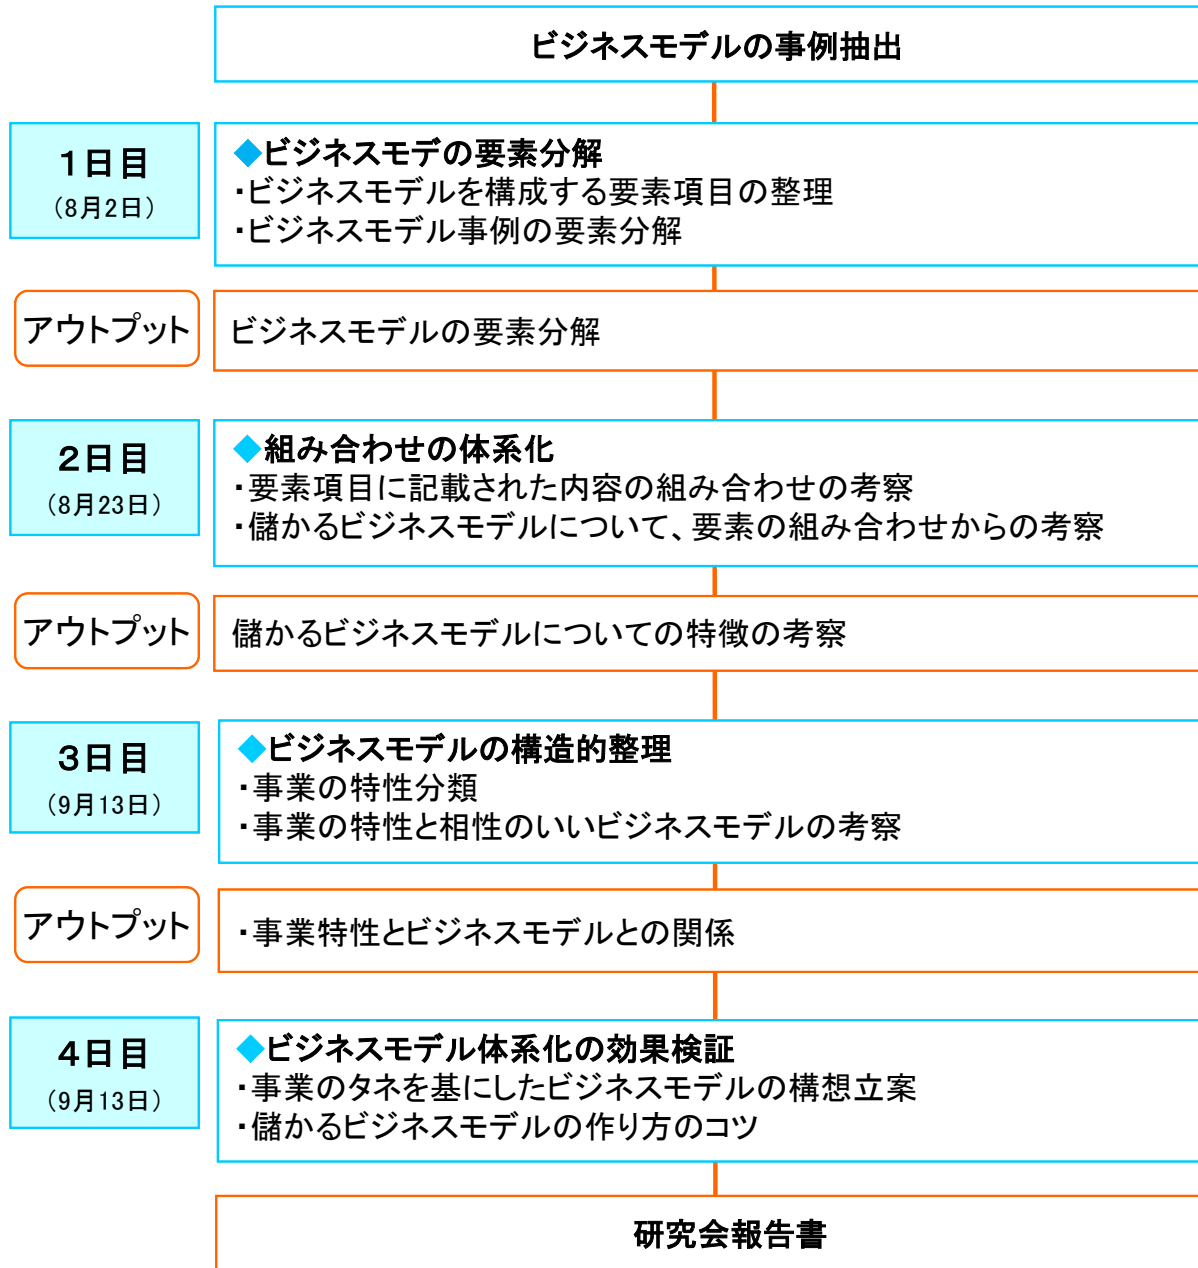 ビジネスモデルの事例抽出
1日目
（8月2日）
◆ビジネスモデの要素分解
・ビジネスモデルを構成する要素項目の整理
・ビジネスモデル事例の要素分解
アウトプット
ビジネスモデルの要素分解
2日目
（8月23日）
◆組み合わせの体系化
・要素項目に記載された内容の組み合わせの考察
・儲かるビジネスモデルについて、要素の組み合わせからの考察
アウトプット
儲かるビジネスモデルについての特徴の考察
3日目
（9月13日）
◆ビジネスモデルの構造的整理
・事業の特性分類
・事業の特性と相性のいいビジネスモデルの考察
アウトプット
・事業特性とビジネスモデルとの関係
4日目
（9月13日）
◆ビジネスモデル体系化の効果検証
・事業のタネを基にしたビジネスモデルの構想立案
・儲かるビジネスモデルの作り方のコツ
研究会報告書